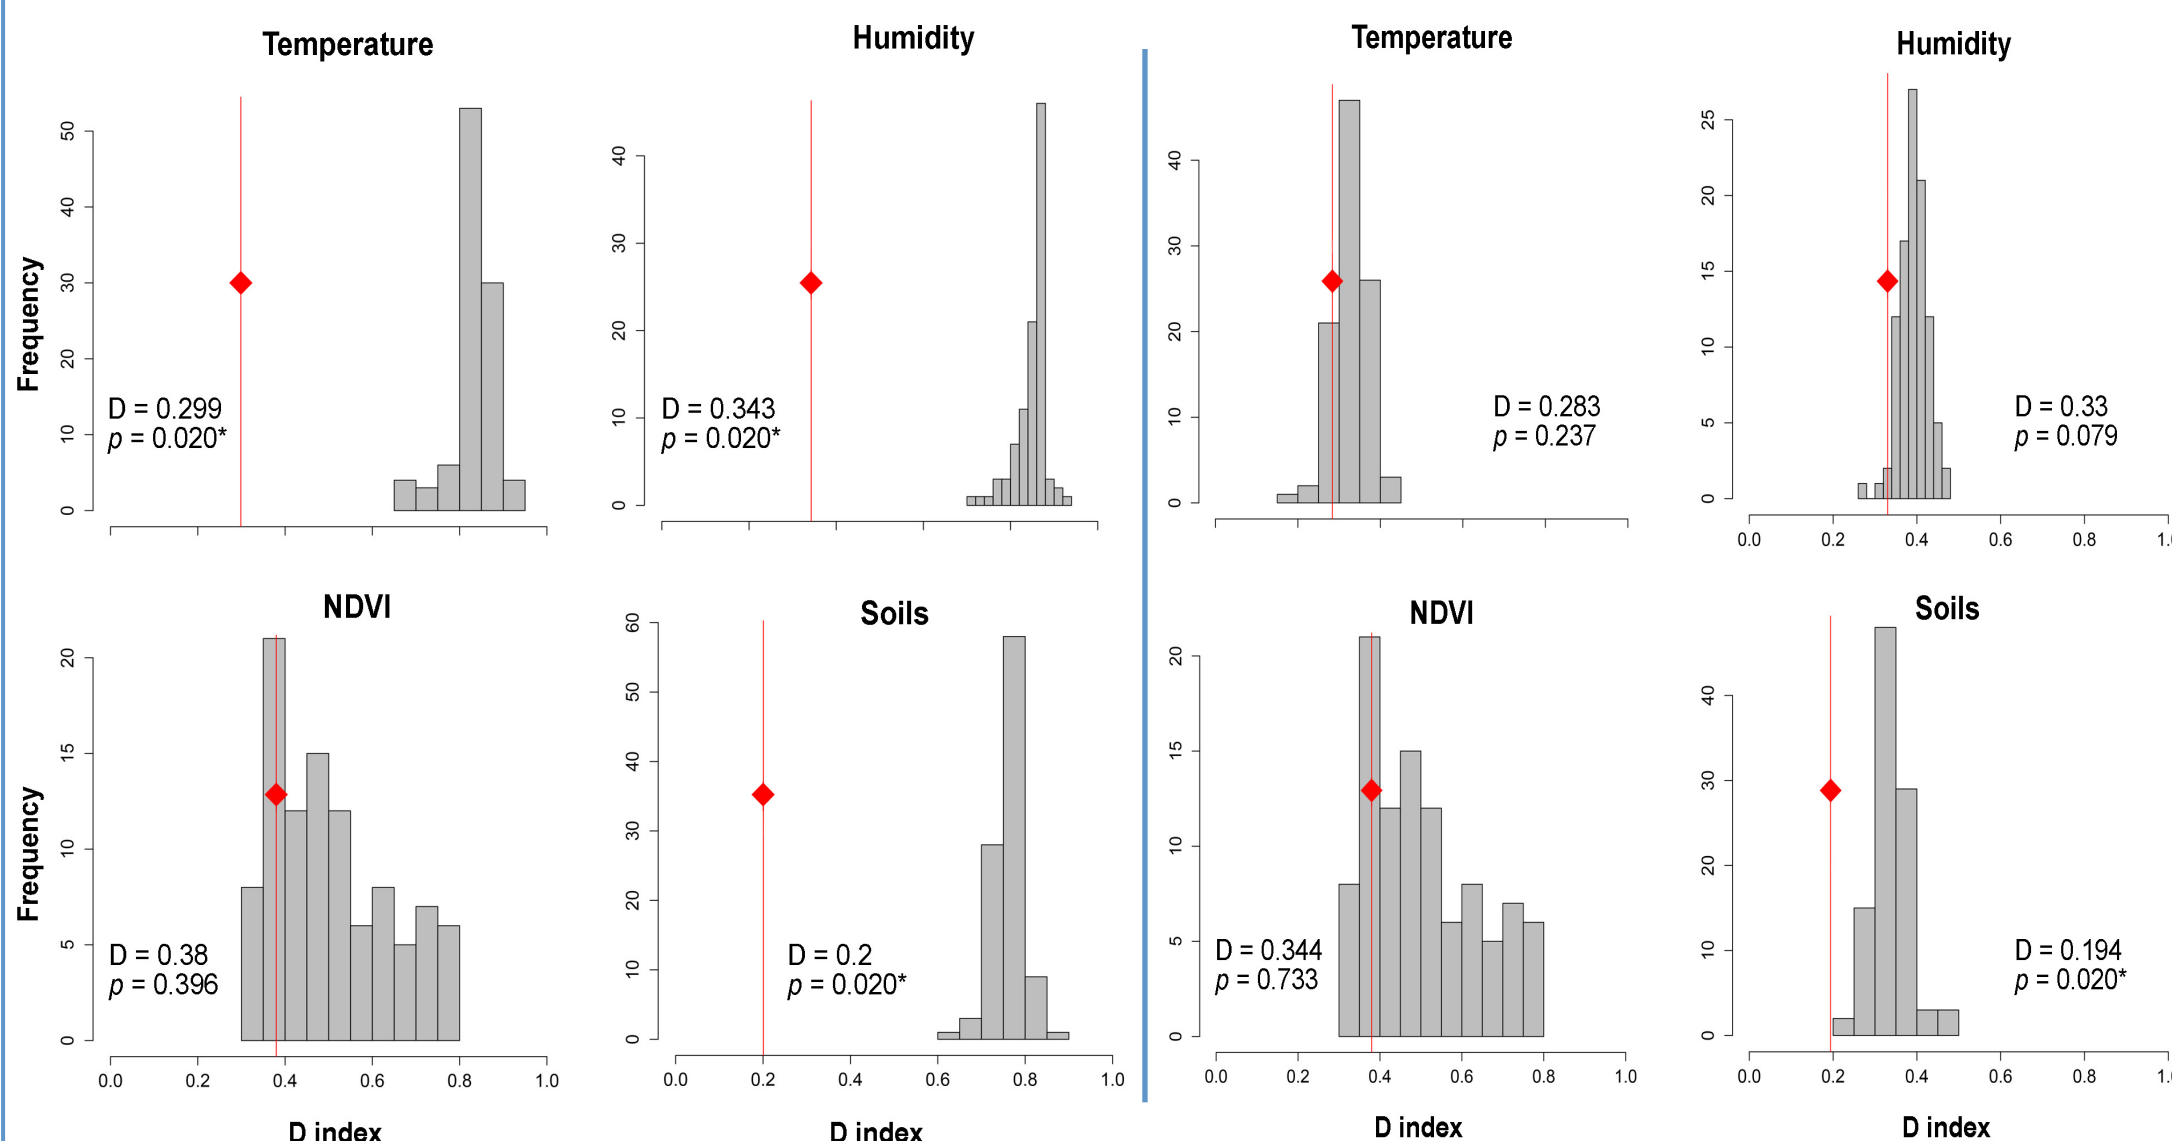 Temperature
Humidity
Temperature
Humidity
Frequency
0 10 20 30 40 50
D = 0.299
p = 0.020*
0 10 20 30 40
D = 0.343
p = 0.020*
0 10 20 30 40
D = 0.283
p = 0.237
0 5 10 15 20 25
D = 0.33
p = 0.079
0.0 0.2 0.4 0.6 0.8 1.0
NDVI
Soils
NDVI
Soils
Frequency
0 5 10 15 20
D = 0.38
p = 0.396
0.0 0.2 0.4 0.6 0.8 1.0
0 10 20 30 40 50 60
D = 0.2
p = 0.020*
0.0 0.2 0.4 0.6 0.8 1.0
0 5 10 15 20
D = 0.344
p = 0.733
0.0 0.2 0.4 0.6 0.8 1.0
0 10 20 30 40
D = 0.194
p = 0.020*
0.0 0.2 0.4 0.6 0.8 1.0
D index
D index
D index
D index